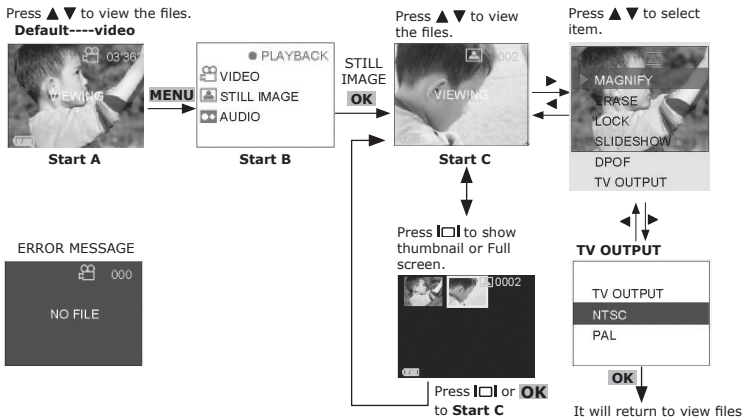 Press ▲ ▼ to view the files.
Default----video
03'36"
VIEWING
Start A
MENU
● PLAYBACK
VIDEO
STILL IMAGE
AUDIO
Start B
STILL
IMAGE
OK
Press ▲ ▼ to view
the files.
0002
VIEWING
Start C
Press ▲ ▼ to select
item.
MAGNIFY
ERASE
LOCK
SLIDESHOW
DPOF
TV OUTPUT
ERROR MESSAGE
000
NO FILE
Press to show
thumbnail or Full
screen.
0002
Press or OK
to Start C
TV OUTPUT
TV OUTPUT
NTSC
PAL
OK
It will return to view files